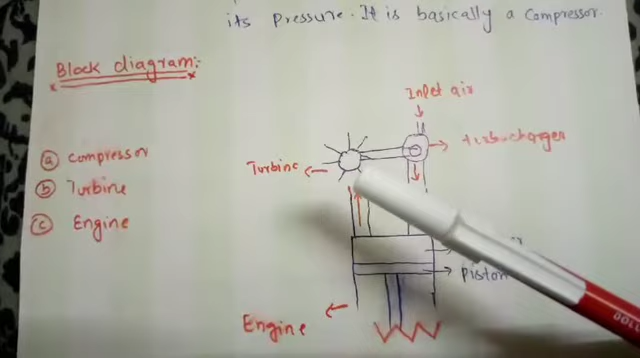 its Pressure. It is basically a Compressor.
Block diagram:
Inlet air
turbocharger
Turbine
a compressor
b Turbine
c Engine
piston
Engine